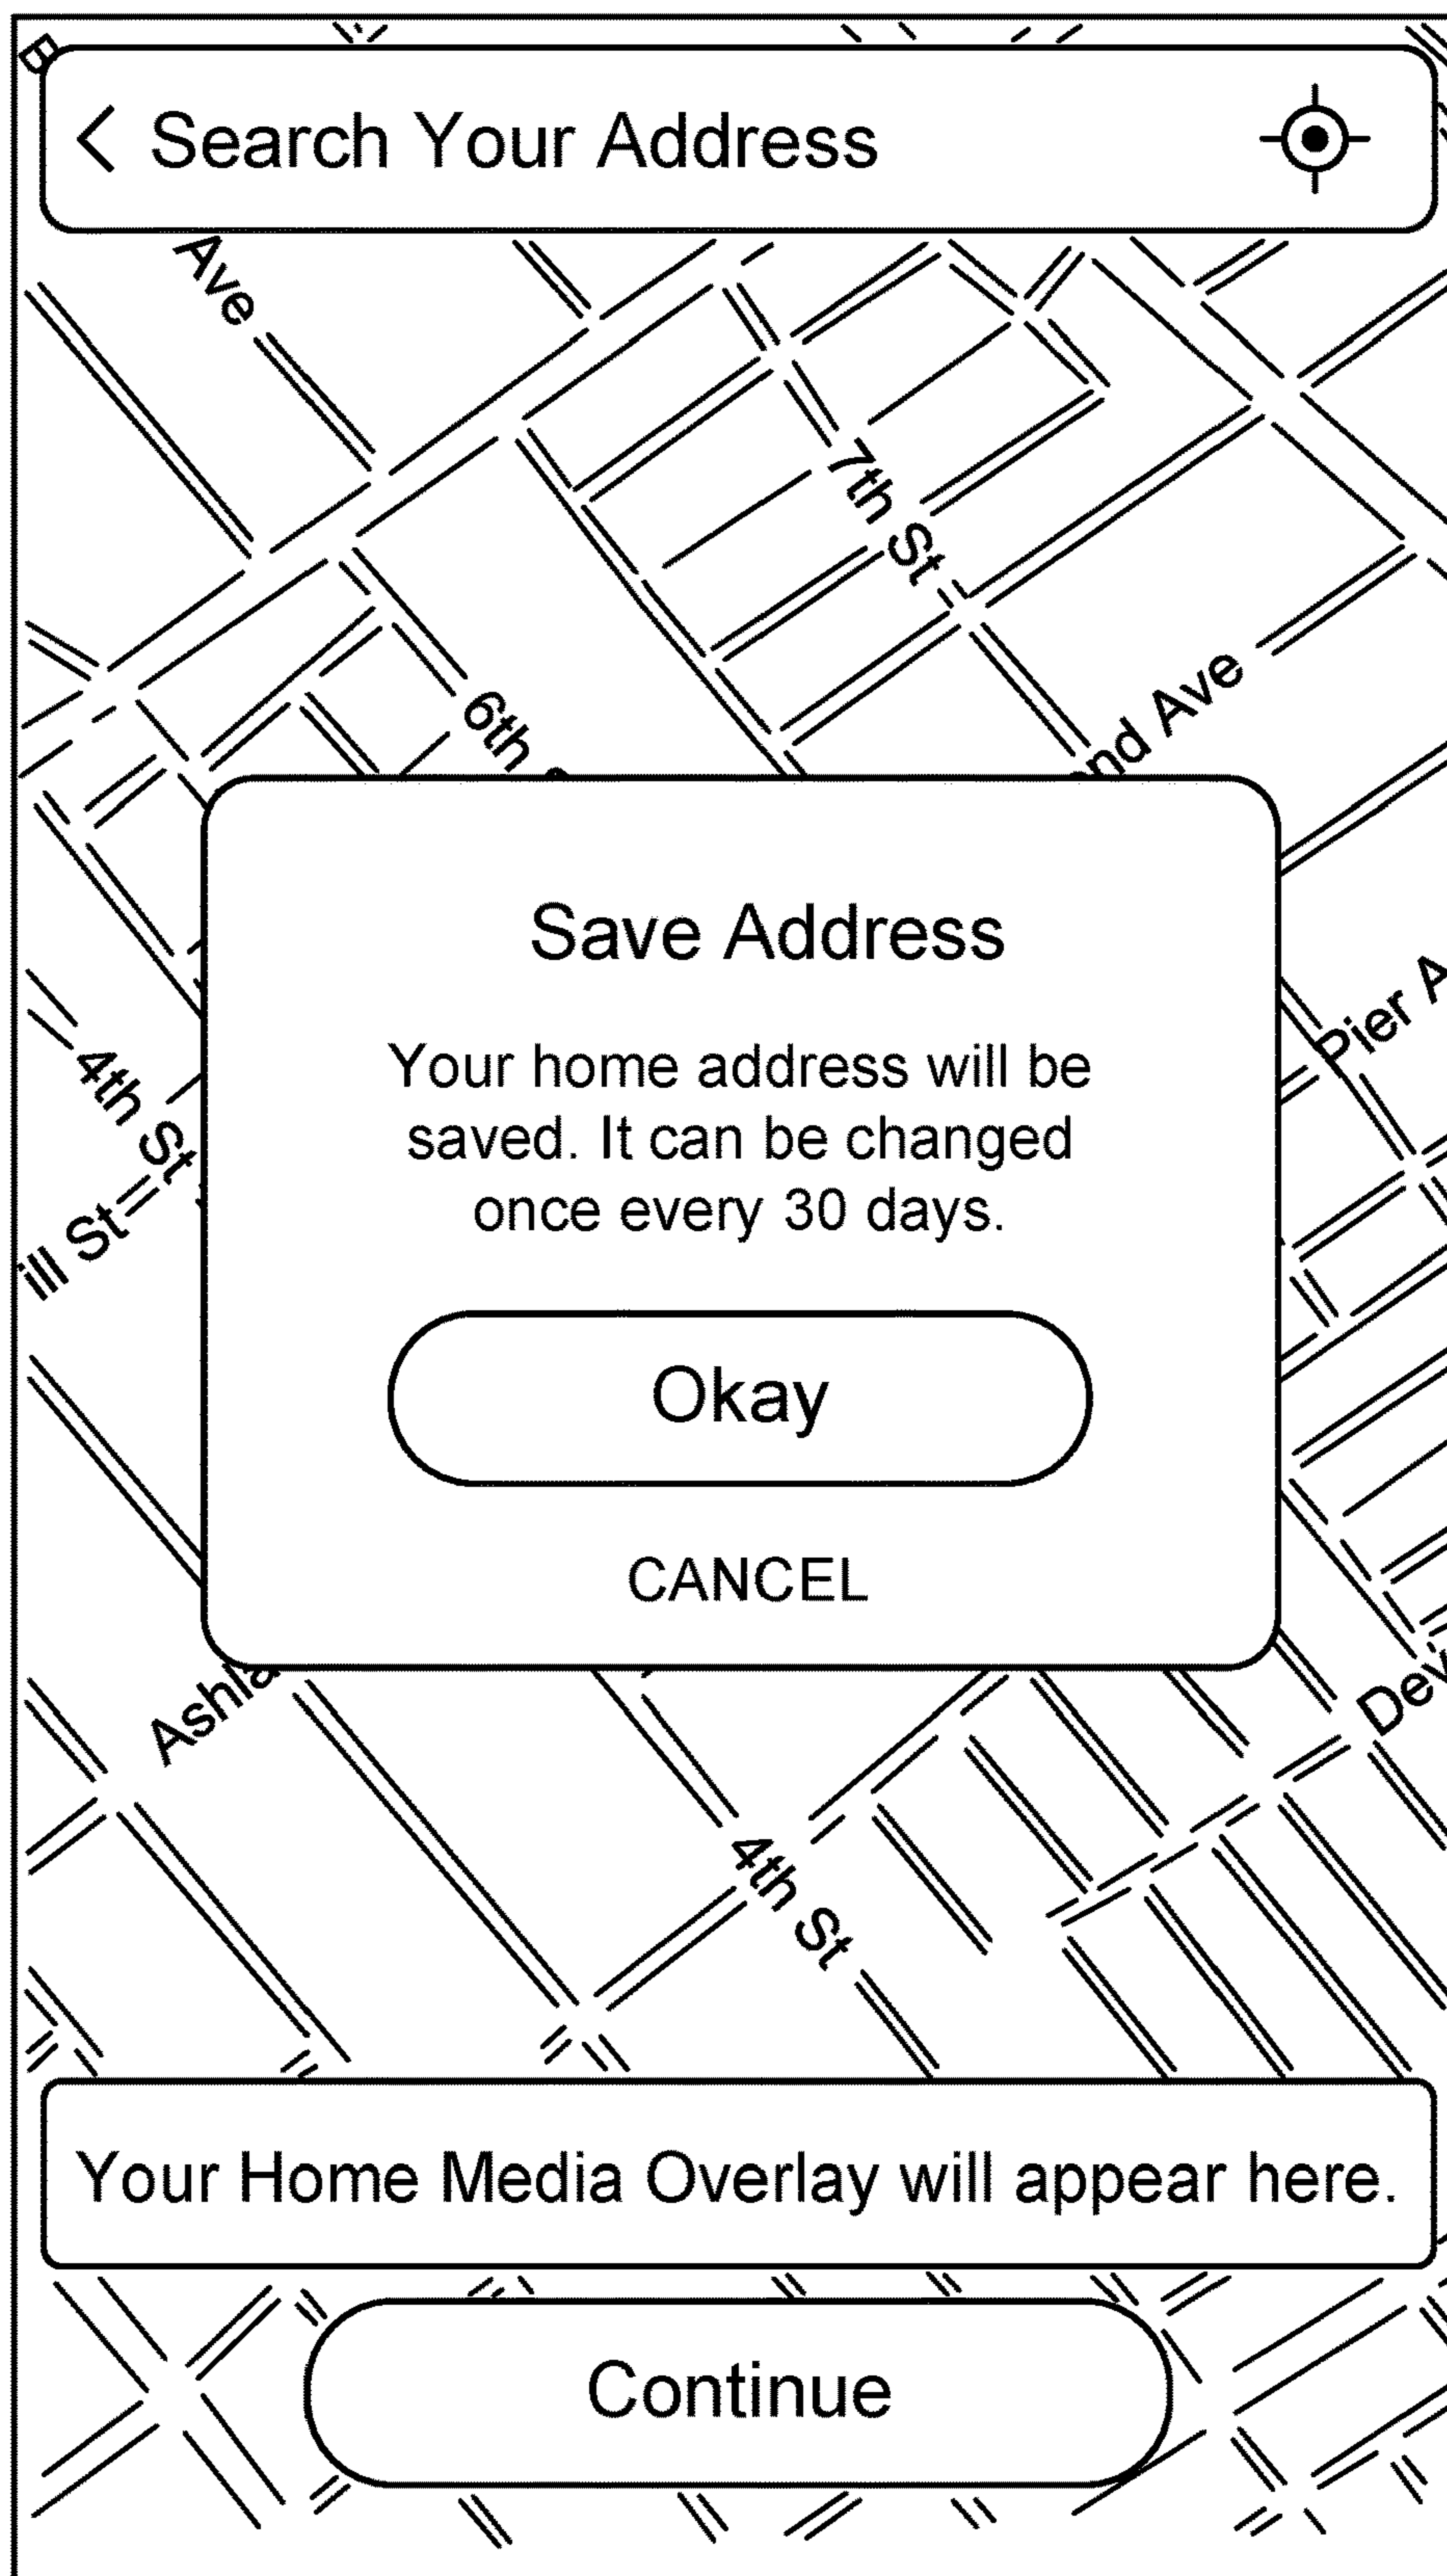 B
Search Your Address
Ave
7th St
6th
nd Ave
Save Address
Your home address will be
saved. It can be changed
once every 30 days.
Pier A
4th St
ill St
Okay
CANCEL
Ashla
Dev
4th St
Your Home Media Overlay will appear here.
Continue